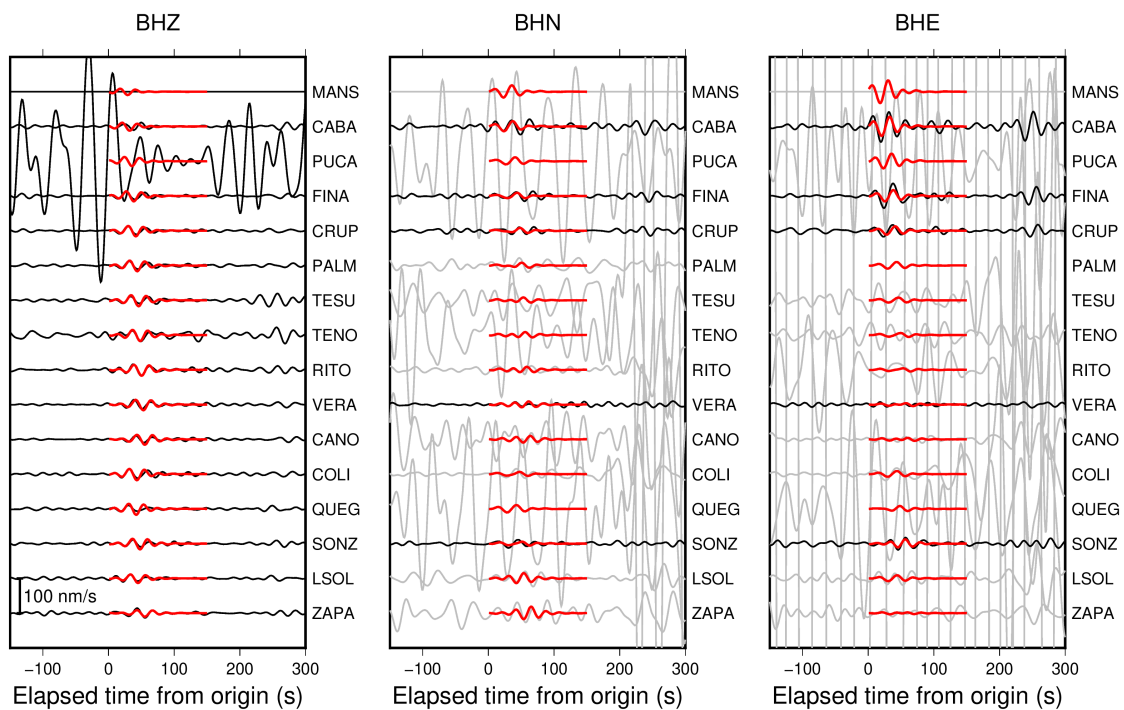 BHZ
MANS
CABA
PUCA
FINA
CRUP
PALM
TESU
TENO
RITO
VERA
CANO
COLI
QUEG
SONZ
LSOL
ZAPA
100 nm/s
−100 0 100 200 300
Elapsed time from origin (s)
BHN
MANS
CABA
PUCA
FINA
CRUP
PALM
TESU
TENO
RITO
VERA
CANO
COLI
QUEG
SONZ
LSOL
ZAPA
−100 0 100 200 300
Elapsed time from origin (s)
BHE
MANS
CABA
PUCA
FINA
CRUP
PALM
TESU
TENO
RITO
VERA
CANO
COLI
QUEG
SONZ
LSOL
ZAPA
−100 0 100 200 300
Elapsed time from origin (s)